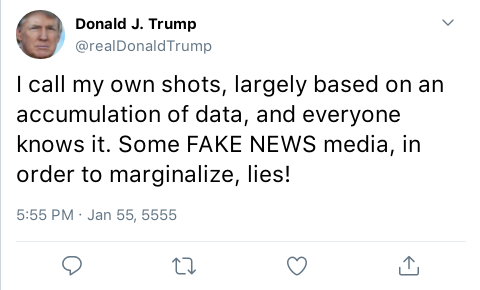 Donald J. Trump
@realDonaldTrump
I call my own shots, largely based on an
accumulation of data, and everyone
knows it. Some FAKE NEWS media, in
order to marginalize, lies!
5:55 PM · Jan 55, 5555